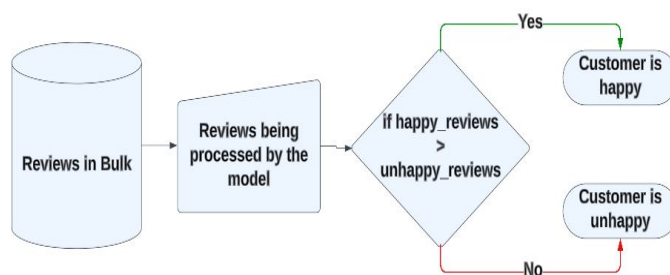 Reviews in Bulk
Reviews being
processed by the
model
if happy_reviews
>
unhappy_reviews
Yes
Customer is
happy
Customer is
unhappy
No